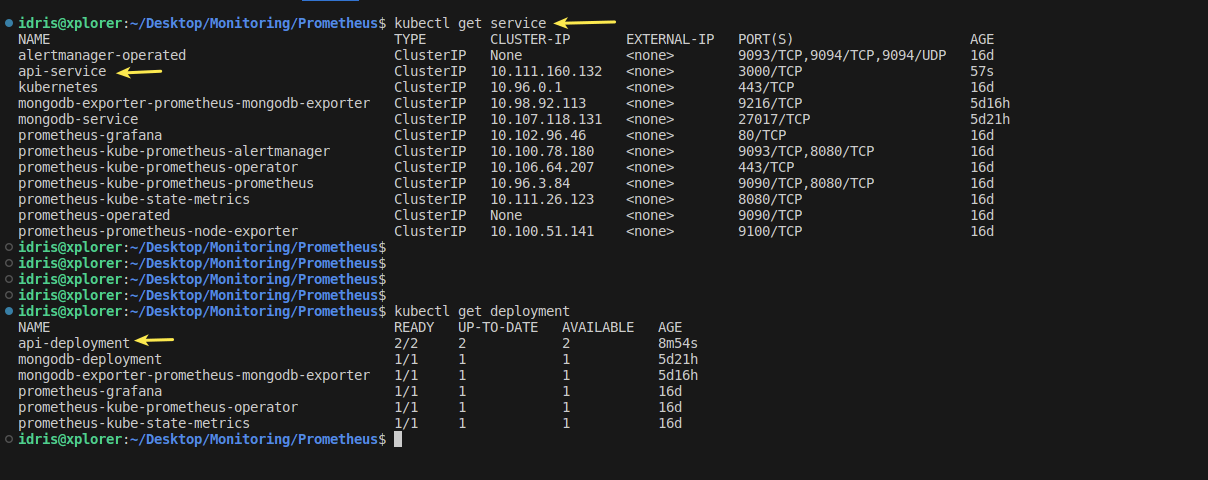 idris@xplorer:~/Desktop/Monitoring/Prometheus$ kubectl get service
NAME TYPE CLUSTER-IP EXTERNAL-IP PORT(S) AGE
alertmanager-operated ClusterIP None <none> 9093/TCP,9094/TCP,9094/UDP 16d
api-service ClusterIP 10.111.160.132 <none> 3000/TCP 57s
kubernetes ClusterIP 10.96.0.1 <none> 443/TCP 16d
mongodb-exporter-prometheus-mongodb-exporter ClusterIP 10.98.92.113 <none> 9216/TCP 5d16h
mongodb-service ClusterIP 10.107.118.131 <none> 27017/TCP 5d21h
prometheus-grafana ClusterIP 10.102.96.46 <none> 80/TCP 16d
prometheus-kube-prometheus-alertmanager ClusterIP 10.100.78.180 <none> 9093/TCP,8080/TCP 16d
prometheus-kube-prometheus-operator ClusterIP 10.106.64.207 <none> 443/TCP 16d
prometheus-kube-prometheus-prometheus ClusterIP 10.96.3.84 <none> 9090/TCP,8080/TCP 16d
prometheus-kube-state-metrics ClusterIP 10.111.26.123 <none> 8080/TCP 16d
prometheus-operated ClusterIP None <none> 9090/TCP 16d
prometheus-prometheus-node-exporter ClusterIP 10.100.51.141 <none> 9100/TCP 16d
idris@xplorer:~/Desktop/Monitoring/Prometheus$
idris@xplorer:~/Desktop/Monitoring/Prometheus$
idris@xplorer:~/Desktop/Monitoring/Prometheus$
idris@xplorer:~/Desktop/Monitoring/Prometheus$
idris@xplorer:~/Desktop/Monitoring/Prometheus$ kubectl get deployment
NAME READY UP-TO-DATE AVAILABLE AGE
api-deployment 2/2 2 2 8m54s
mongodb-deployment 1/1 1 1 5d21h
mongodb-exporter-prometheus-mongodb-exporter 1/1 1 1 5d16h
prometheus-grafana 1/1 1 1 16d
prometheus-kube-prometheus-operator 1/1 1 1 16d
prometheus-kube-state-metrics 1/1 1 1 16d
idris@xplorer:~/Desktop/Monitoring/Prometheus$